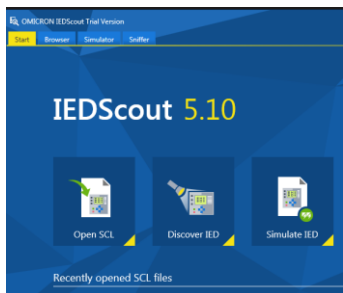 OMICRON IEDScout Trial Version
Start Browser Simulator Sniffer
IEDScout 5.10
Open SCL Discover IED Simulate IED
Recently opened SCL files